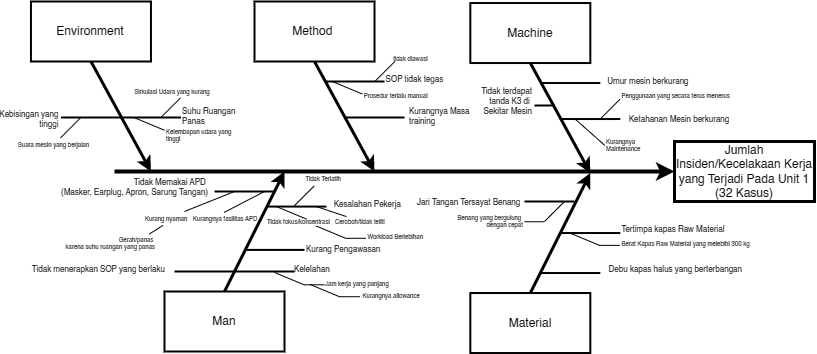 Environment
Method
Machine
Sirkulasi Udara yang kurang
Kebisingan yang
tinggi
Suhu Ruangan
Panas
Kelembapan udara yang
tinggi
Suara mesin yang berjalan
tidak diawasi
SOP tidak tegas
Prosedur terlalu manual
Kurangnya Masa
training
Umur mesin berkurang
Tidak terdapat
tanda K3 di
Sekitar Mesin
Penggunaan yang secara terus menerus
Ketahanan Mesin berkurang
Kurangnya
Maintenance
Jumlah
Insiden/Kecelakaan Kerja
yang Terjadi Pada Unit 1
(32 Kasus)
Tidak Memakai APD
(Masker, Earplug, Apron, Sarung Tangan)
Kurang nyaman
Kurangnya fasilitas APD
Gerah/panas
karena suhu ruangan yang panas
Tidak Terlatih
Kesalahan Pekerja
Tidak fokus/konsentrasi
Ceroboh/tidak teliti
Workload Berlebihan
Kurang Pengawasan
Tidak menerapkan SOP yang berlaku
Kelelahan
Jam kerja yang panjang
Kurangnya allowance
Jari Tangan Tersayat Benang
Benang yang bergulung
dengan cepat
Tertimpa kapas Raw Material
Berat Kapas Raw Material yang melebihi 300 kg
Debu kapas halus yang berterbangan
Man
Material